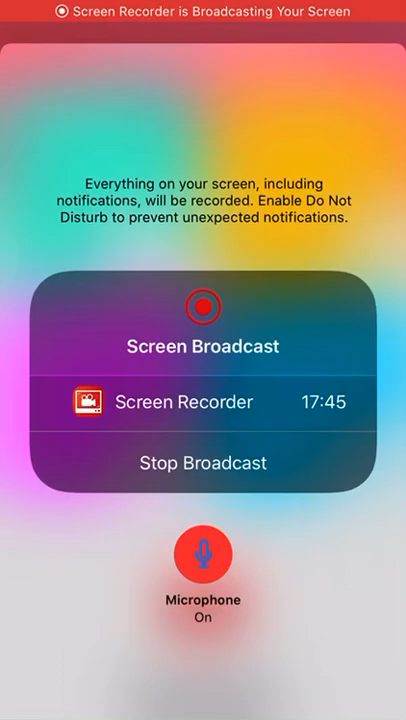 Screen Recorder is Broadcasting Your Screen
Everything on your screen, including
notifications, will be recorded. Enable Do Not
Disturb to prevent unexpected notifications.
Screen Broadcast
Screen Recorder 17:45
Stop Broadcast
Microphone
On